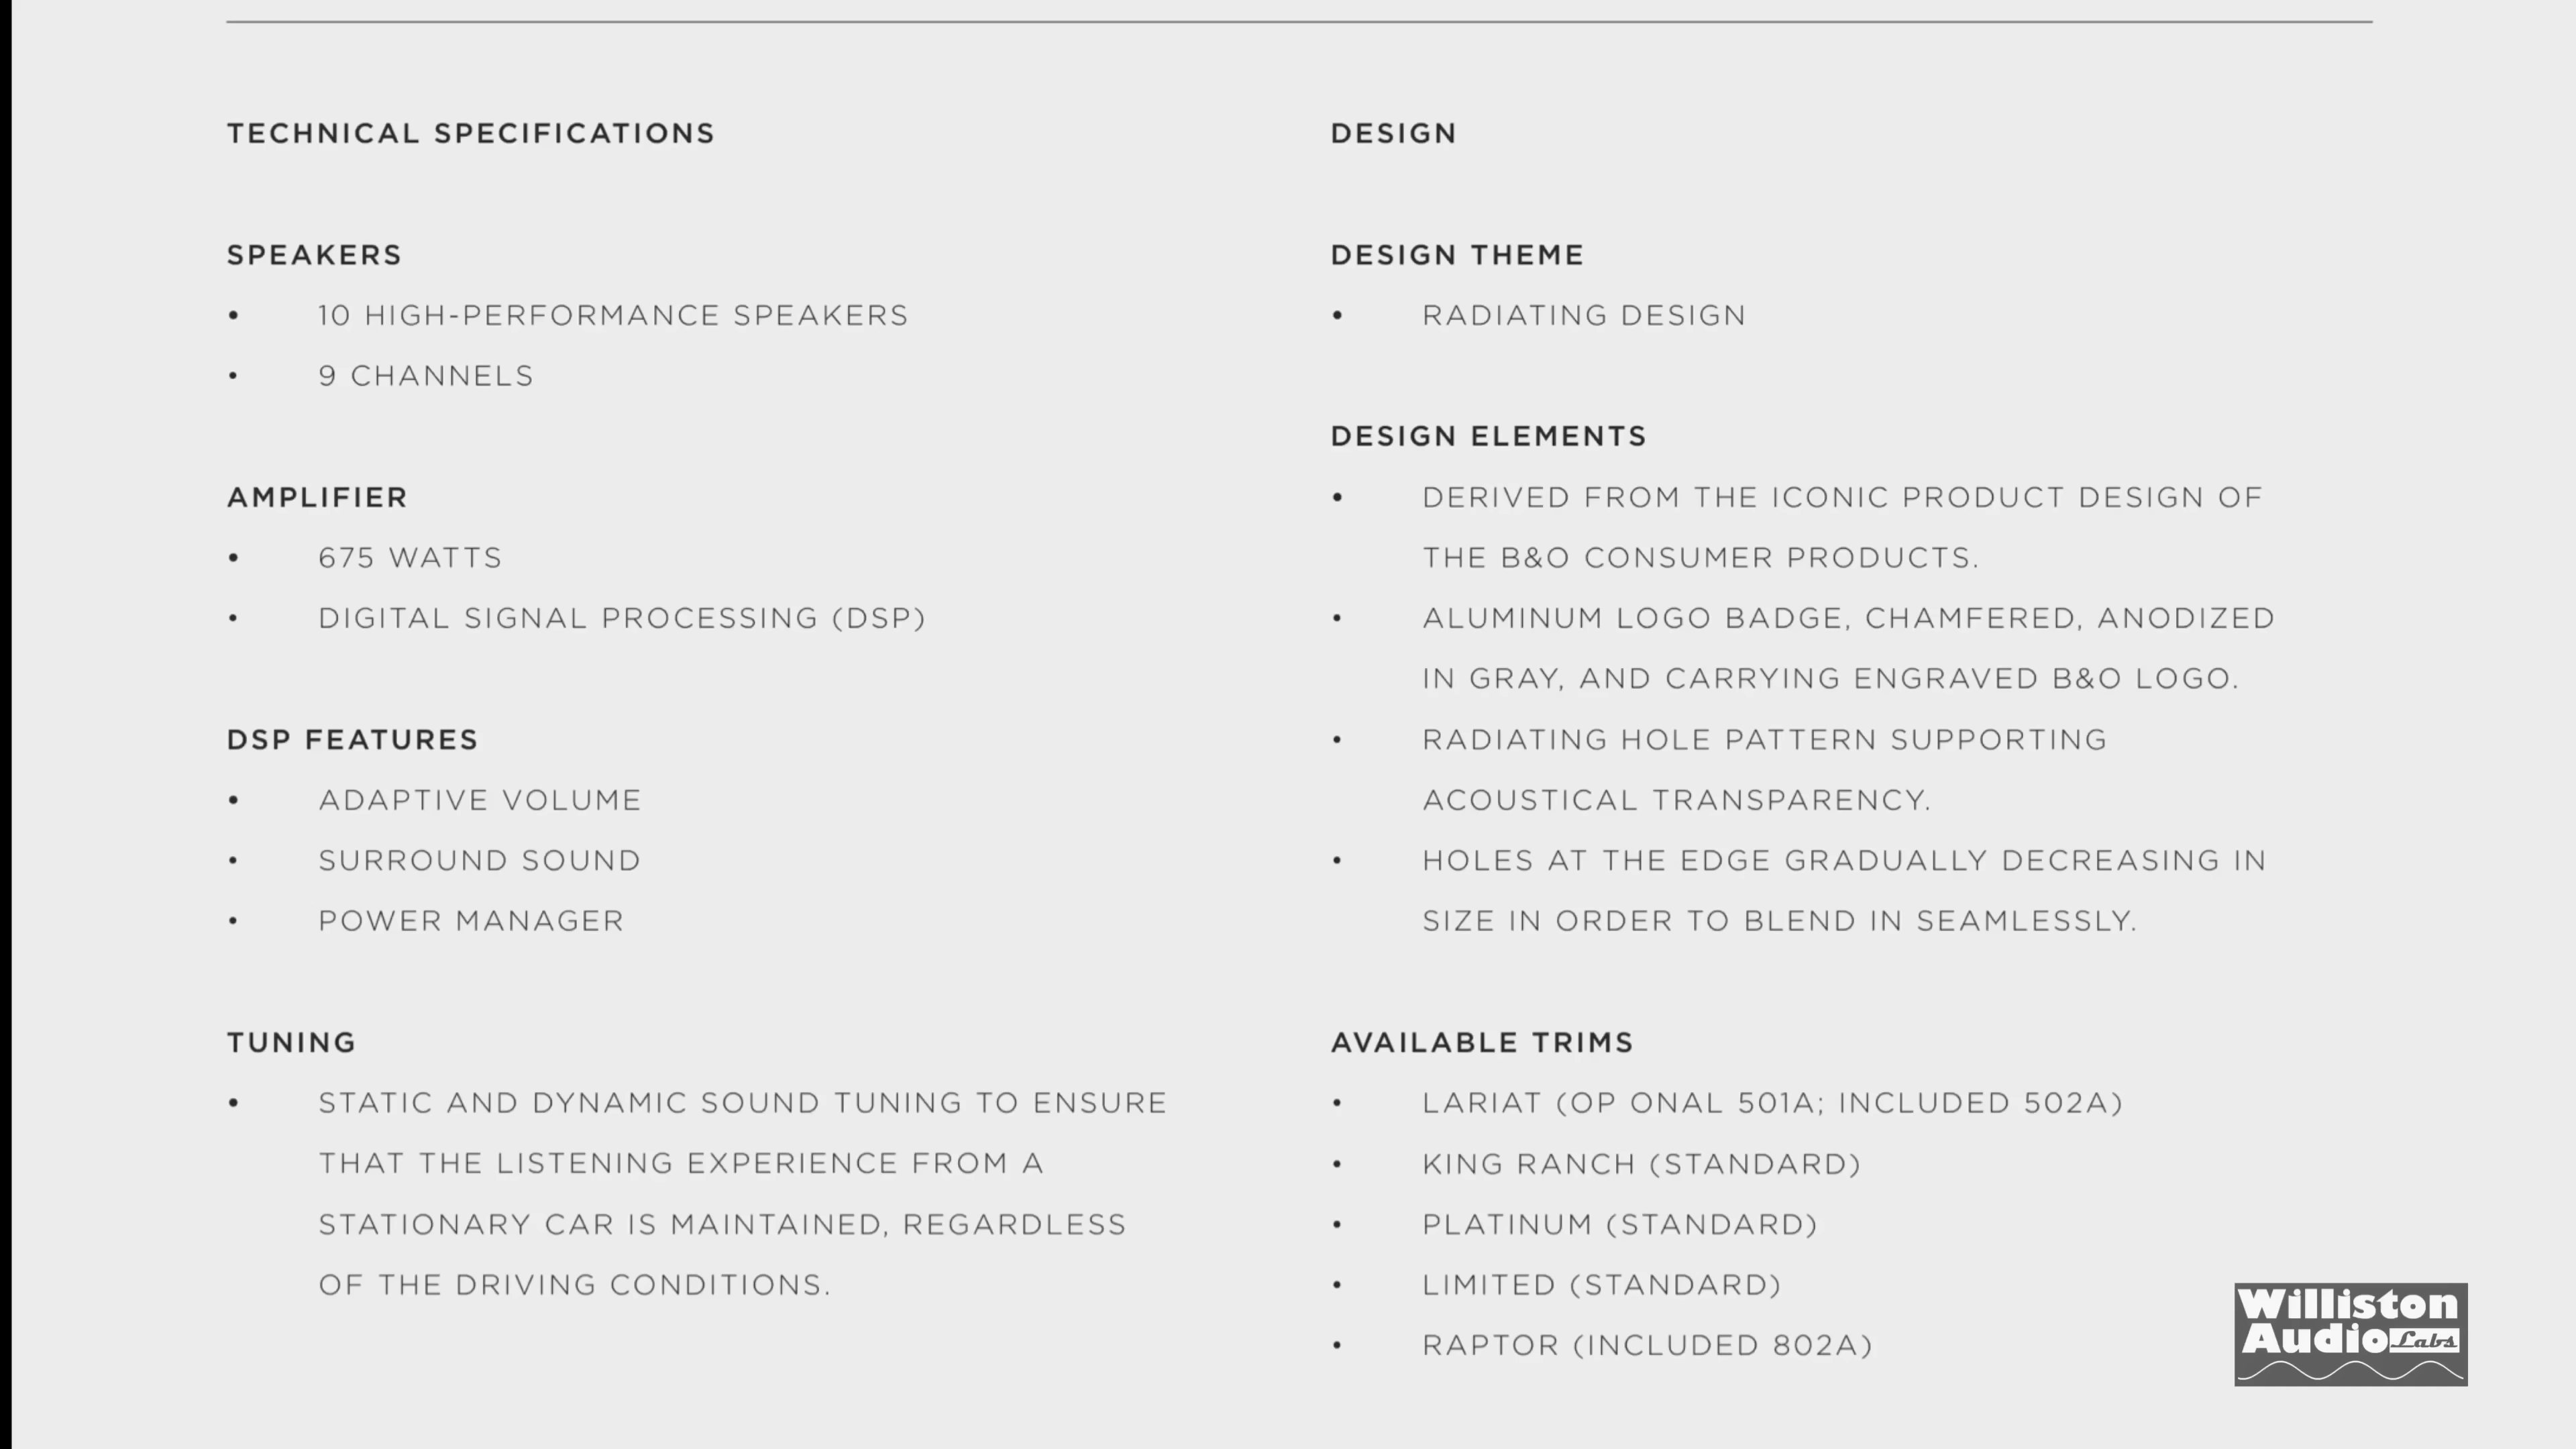 TECHNICAL SPECIFICATIONS
SPEAKERS
• 10 HIGH-PERFORMANCE SPEAKERS
• 9 CHANNELS
AMPLIFIER
• 675 WATTS
• DIGITAL SIGNAL PROCESSING (DSP)
DSP FEATURES
• ADAPTIVE VOLUME
• SURROUND SOUND
• POWER MANAGER
TUNING
• STATIC AND DYNAMIC SOUND TUNING TO ENSURE
THAT THE LISTENING EXPERIENCE FROM A
STATIONARY CAR IS MAINTAINED, REGARDLESS
OF THE DRIVING CONDITIONS.
DESIGN
DESIGN THEME
• RADIATING DESIGN
DESIGN ELEMENTS
• DERIVED FROM THE ICONIC PRODUCT DESIGN OF
THE B&O CONSUMER PRODUCTS.
• ALUMINUM LOGO BADGE, CHAMFERED, ANODIZED
IN GRAY, AND CARRYING ENGRAVED B&O LOGO.
• RADIATING HOLE PATTERN SUPPORTING
ACOUSTICAL TRANSPARENCY.
• HOLES AT THE EDGE GRADUALLY DECREASING IN
SIZE IN ORDER TO BLEND IN SEAMLESSLY.
AVAILABLE TRIMS
• LARIAT (OP ONAL 501A; INCLUDED 502A)
• KING RANCH (STANDARD)
• PLATINUM (STANDARD)
• LIMITED (STANDARD)
• RAPTOR (INCLUDED 802A)
Williston
Audio Labs